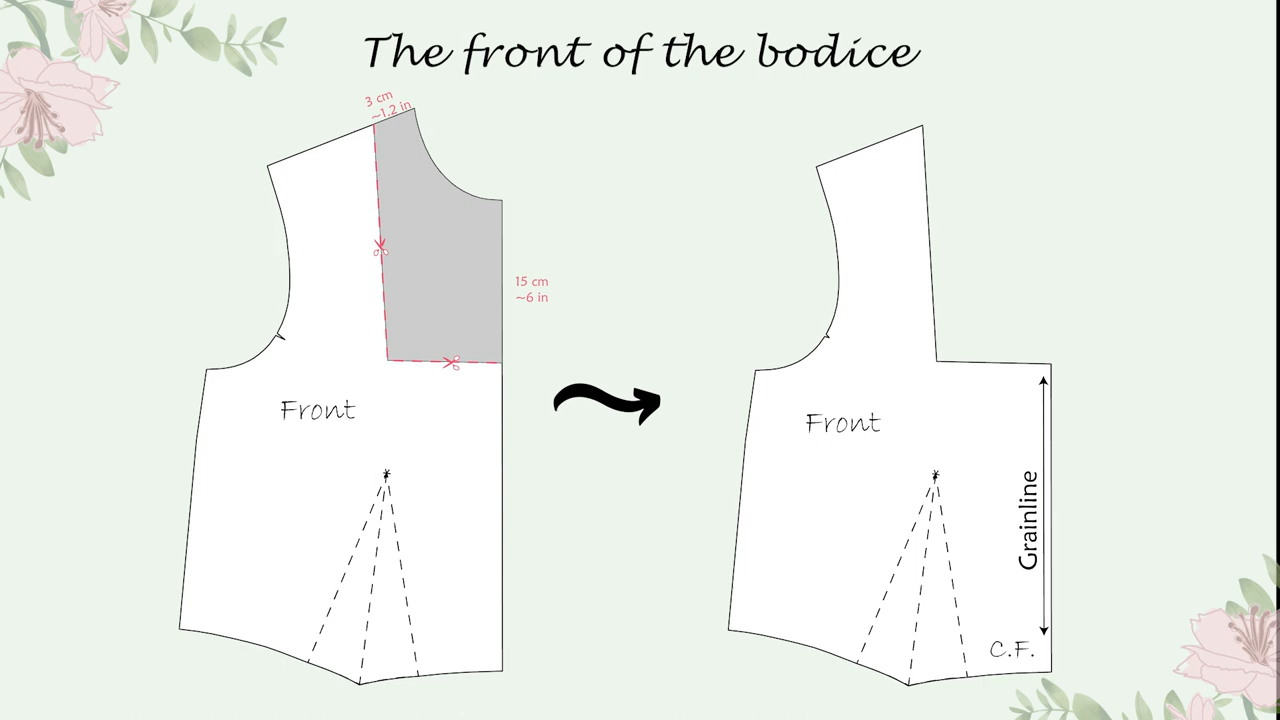 The front of the bodice
3 cm
~1.2 in
15 cm
~6 in
Front
Front
Grainline
C.F.